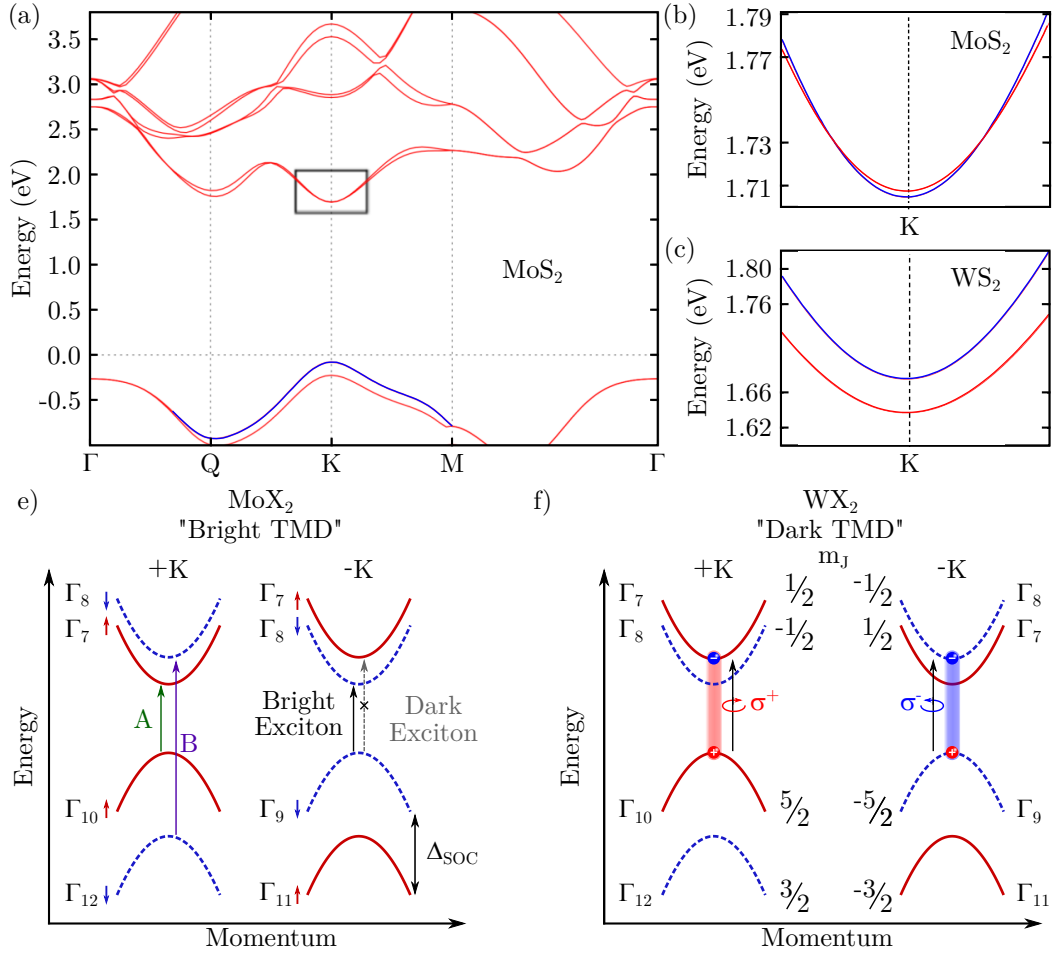 (a)
3.5
3.0
2.5
2.0
1.5
1.0
0.5
0.0
-0.5
Energy (eV)
MoS₂
Γ Q K M Γ
(b)
1.79
1.77
1.73
1.71
Energy (eV)
MoS₂
K
(c)
1.80
1.76
1.66
1.62
Energy (eV)
WS₂
K
e)
MoX₂
"Bright TMD"
+K -K
Γ₈
Γ₇
Γ₇
Γ₈
A
B
Bright
Exciton
Dark
Exciton
×
Γ₁₀
Γ₉
Γ₁₂
Γ₁₁
Δ_SOC
Energy
Momentum
f)
WX₂
"Dark TMD"
+K m_J -K
Γ₇ 1/2 -1/2 Γ₈
Γ₈ -1/2 1/2 Γ₇
- -
σ⁺ σ⁻
+ +
Γ₁₀ 5/2 -5/2 Γ₉
Γ₁₂ 3/2 -3/2 Γ₁₁
Energy
Momentum